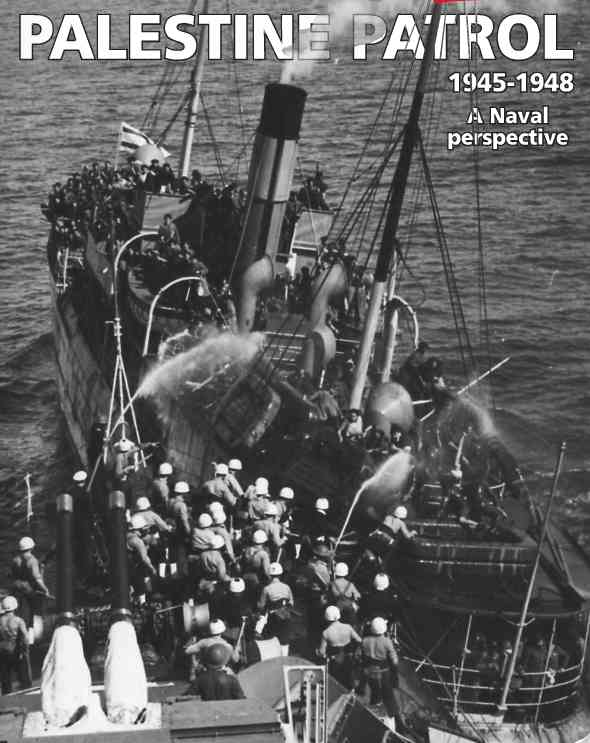 PALESTINE PATROL
1945-1948
A Naval
perspective